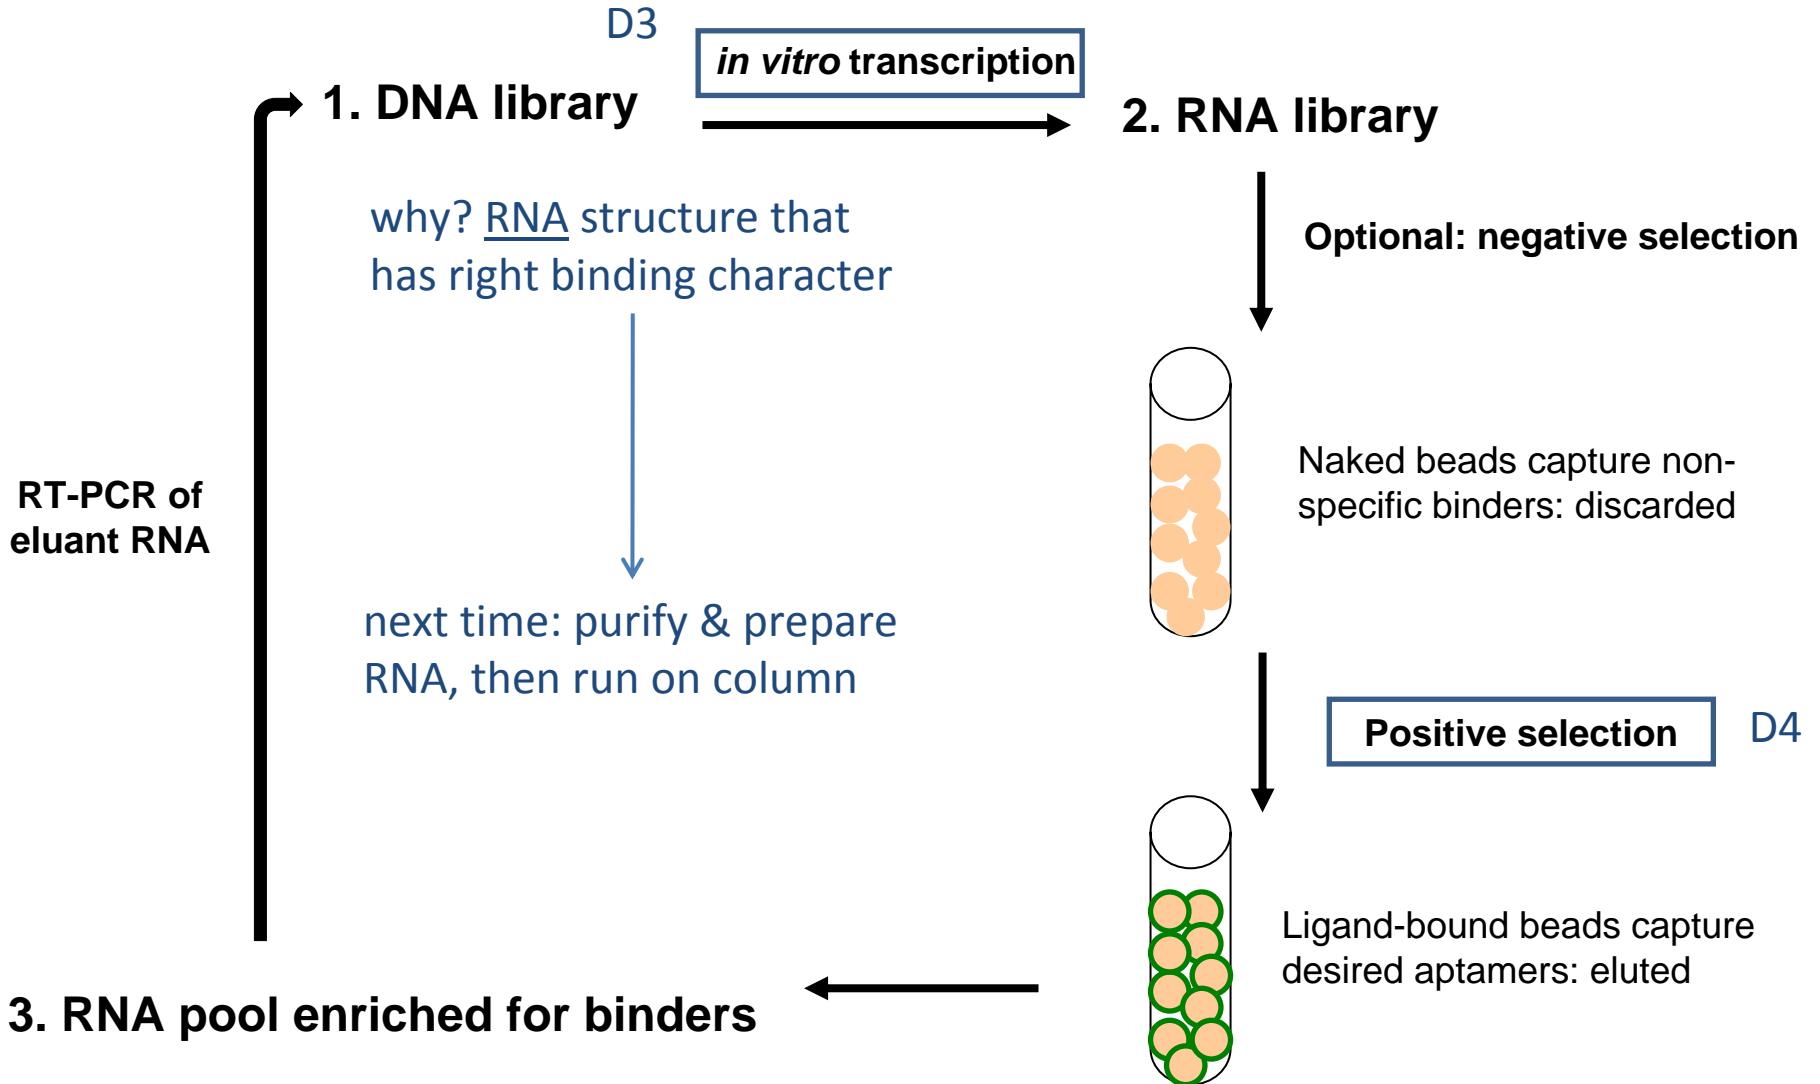 D3
in vitro transcription
1. DNA library
2. RNA library
why? RNA structure that
has right binding character
Optional: negative selection
Naked beads capture non-
specific binders: discarded
RT-PCR of
eluant RNA
next time: purify & prepare
RNA, then run on column
Positive selection
D4
Ligand-bound beads capture
desired aptamers: eluted
3. RNA pool enriched for binders